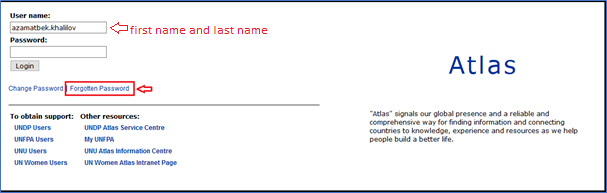 User name:
azamatbek.khalilov
first name and last name
Password:
Login
Change Password | Forgotten Password
To obtain support: Other resources:
UNDP Users UNDP Atlas Service Centre
UNFPA Users My UNFPA
UNU Users UNU Atlas Information Centre
UN Women Users UN Women Atlas Intranet Page
Atlas
"Atlas" signals our global presence and a reliable and
comprehensive way for finding information and connecting
countries to knowledge, experience and resources as we help
people build a better life.